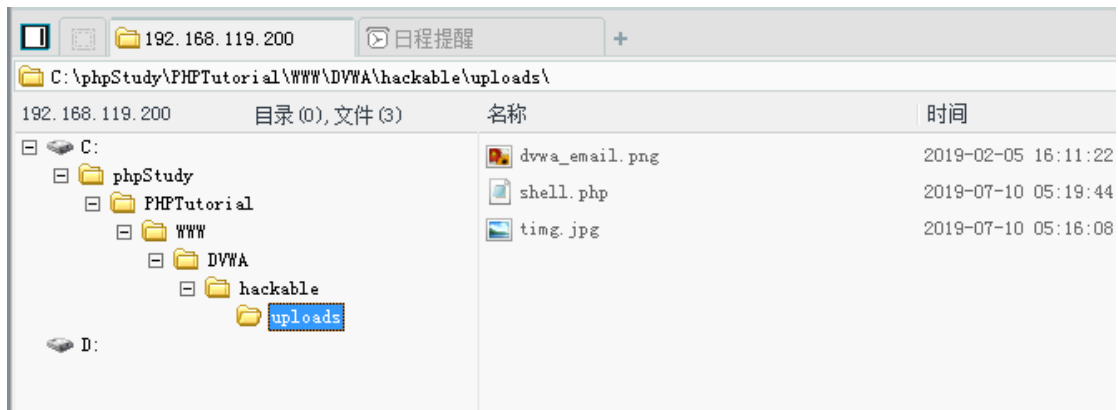 192.168.119.200 日程提醒 +
C:\phpStudy\PHPTutorial\WWW\DVWA\hackable\uploads\
192.168.119.200 目录(0),文件(3) 名称 时间
C:
phpStudy
PHPTutorial
WWW
DVWA
hackable
uploads
D:
dvwa_email.png 2019-02-05 16:11:22
shell.php 2019-07-10 05:19:44
timg.jpg 2019-07-10 05:16:08